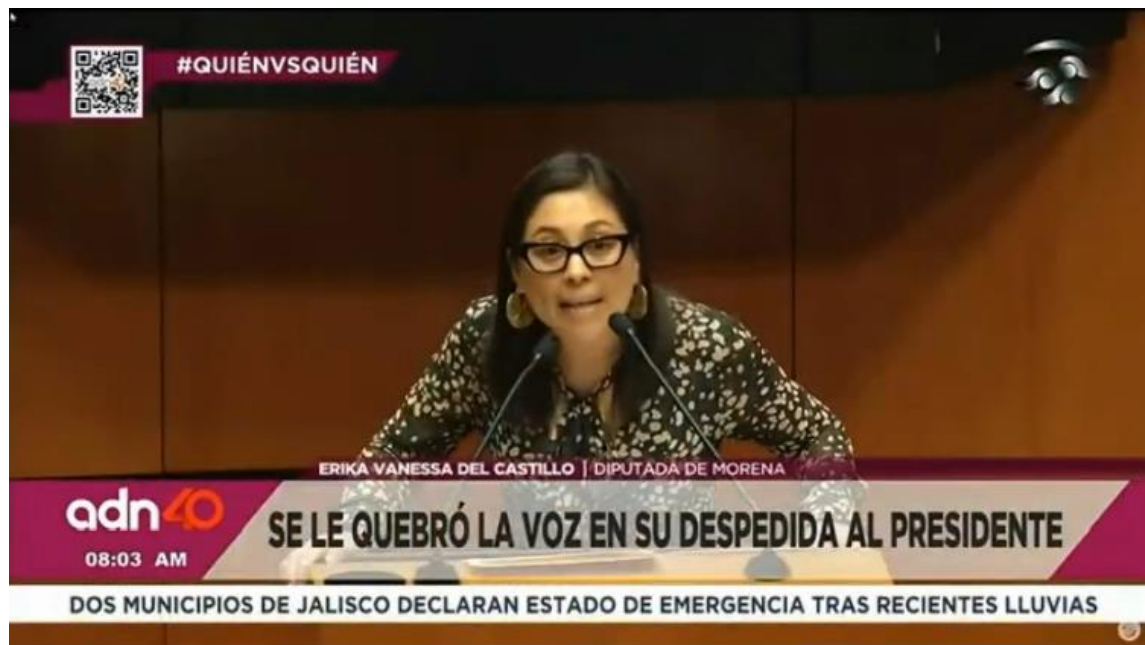 #QUIÉNVSQUIÉN
ERIKA VANESSA DEL CASTILLO | DIPUTADA DE MORENA
adn40
SE LE QUEBRÓ LA VOZ EN SU DESPEDIDA AL PRESIDENTE
08:03 AM
DOS MUNICIPIOS DE JALISCO DECLARAN ESTADO DE EMERGENCIA TRAS RECIENTES LLUVIAS